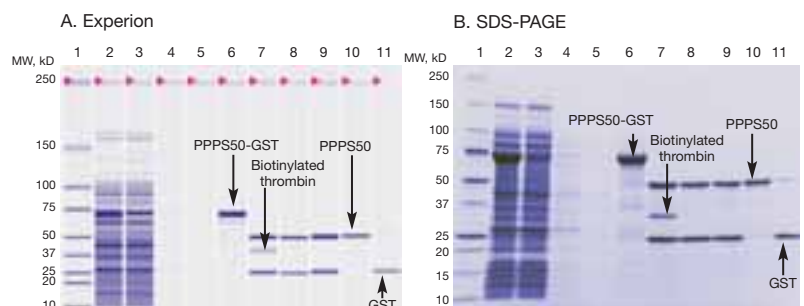 A. Experion
MW, kD
1 2 3 4 5 6 7 8 9 10 11
250
150
100
75
50
37
25
20
10
PPPS50-GST
Biotinylated
thrombin
PPPS50
GST
B. SDS-PAGE
MW, kD
1 2 3 4 5 6 7 8 9 10 11
250
150
100
75
50
37
25
20
15
10
PPPS50-GST
Biotinylated
thrombin
PPPS50
GST